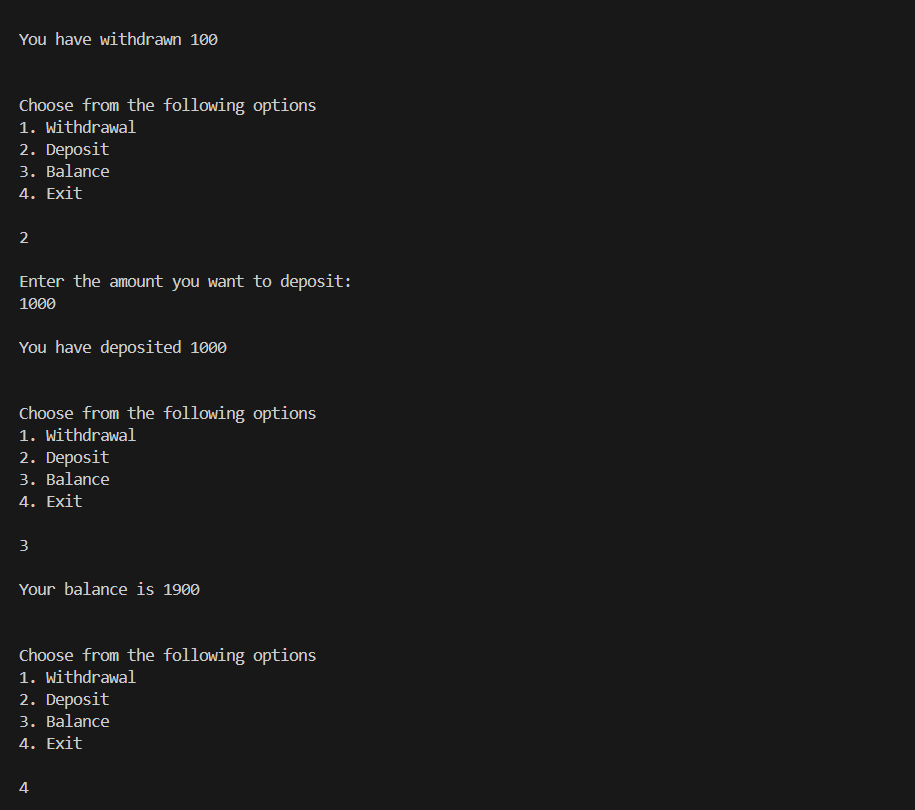 You have withdrawn 100
Choose from the following options
1. Withdrawal
2. Deposit
3. Balance
4. Exit
2
Enter the amount you want to deposit:
1000
You have deposited 1000
Choose from the following options
1. Withdrawal
2. Deposit
3. Balance
4. Exit
3
Your balance is 1900
Choose from the following options
1. Withdrawal
2. Deposit
3. Balance
4. Exit
4